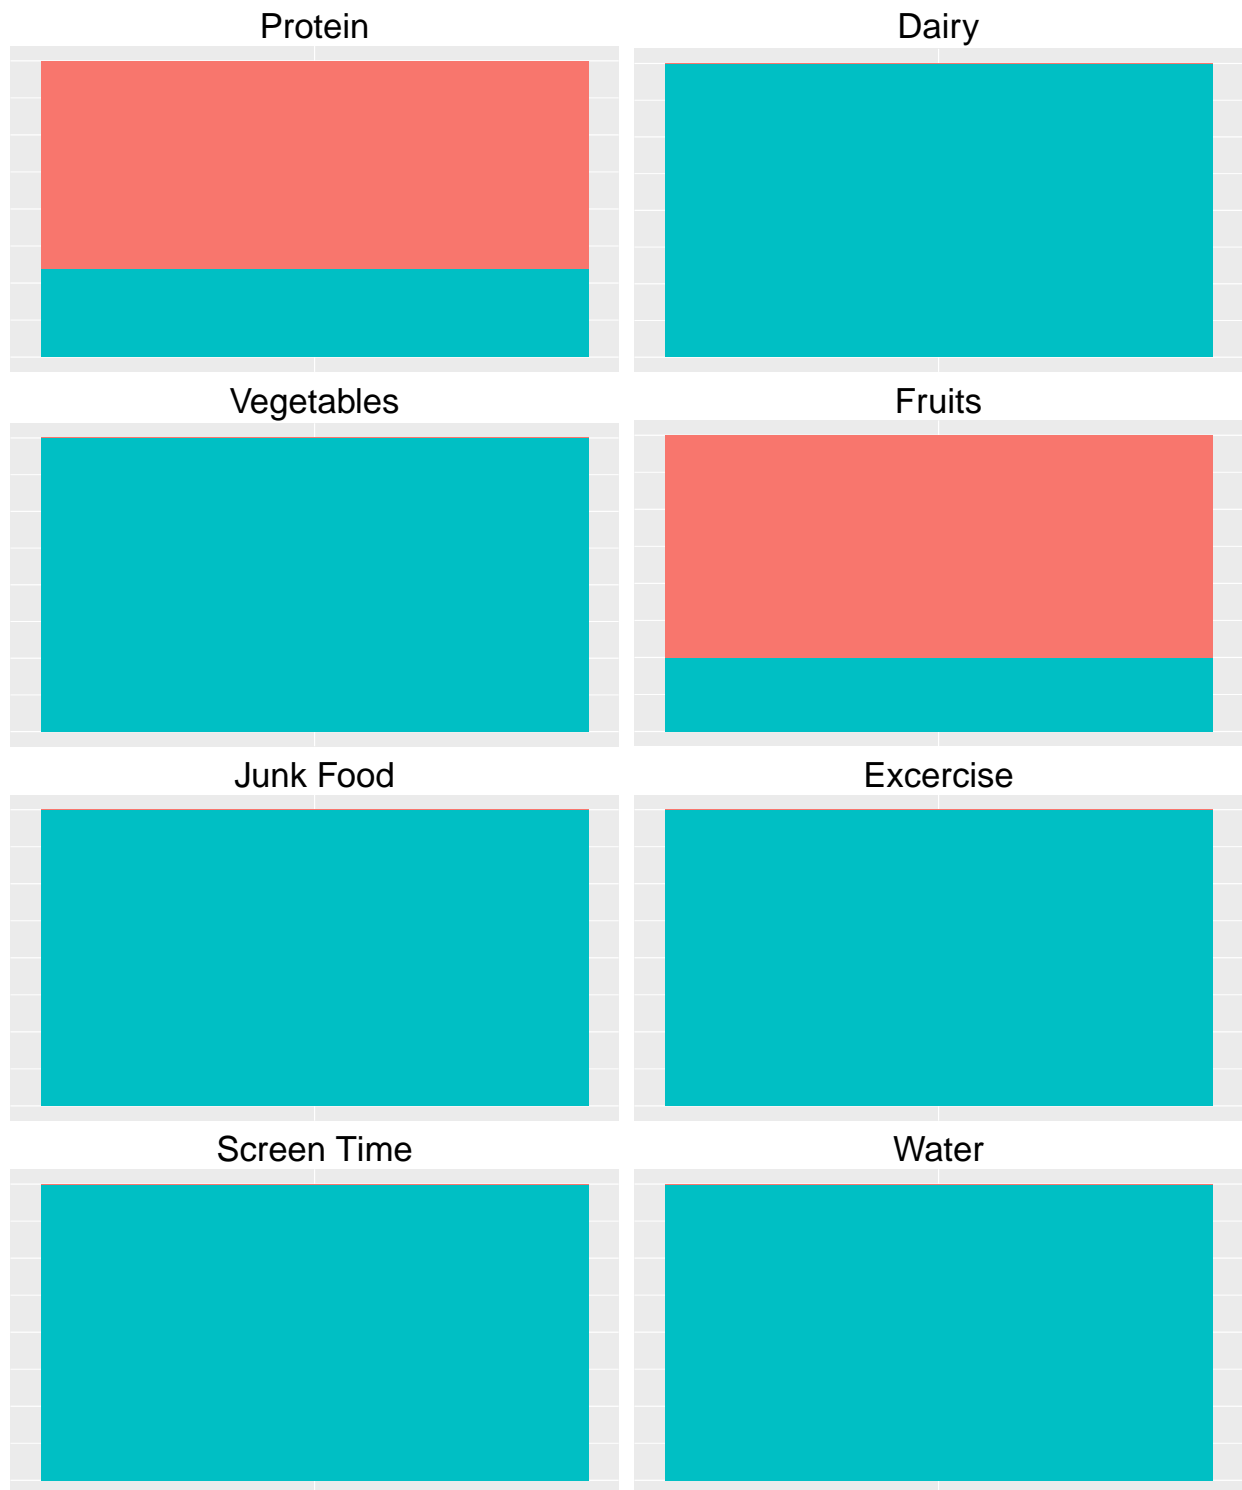 Protein
Dairy
Vegetables
Fruits
Junk Food
Excercise
Screen Time
Water